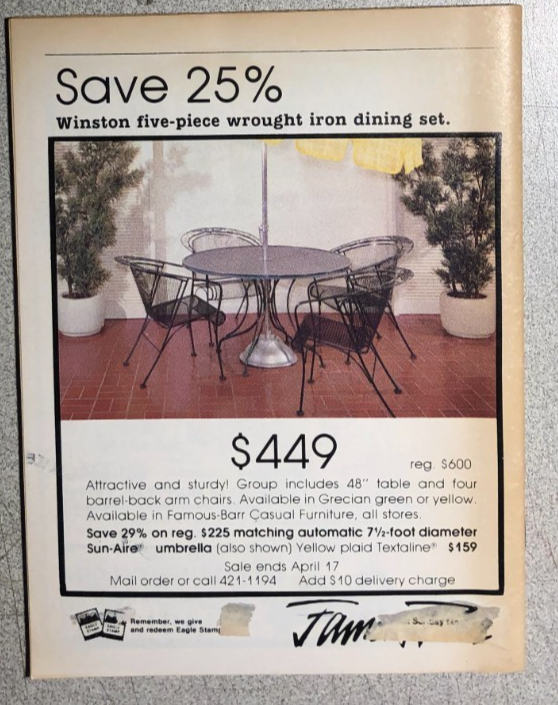 Save 25%
Winston five-piece wrought iron dining set.
$449
reg. $600
Attractive and sturdy! Group includes 48" table and four
barrel-back arm chairs. Available in Grecian green or yellow.
Available in Famous-Barr Casual Furniture, all stores.
Save 29% on reg. $225 matching automatic 7½-foot diameter
Sun-Aire® umbrella (also shown) Yellow plaid Textaline® $159
Sale ends April 17
Mail order or call 421-1194 Add $10 delivery charge
EAGLE STAMP EAGLE STAMP
Remember, we give
and redeem Eagle